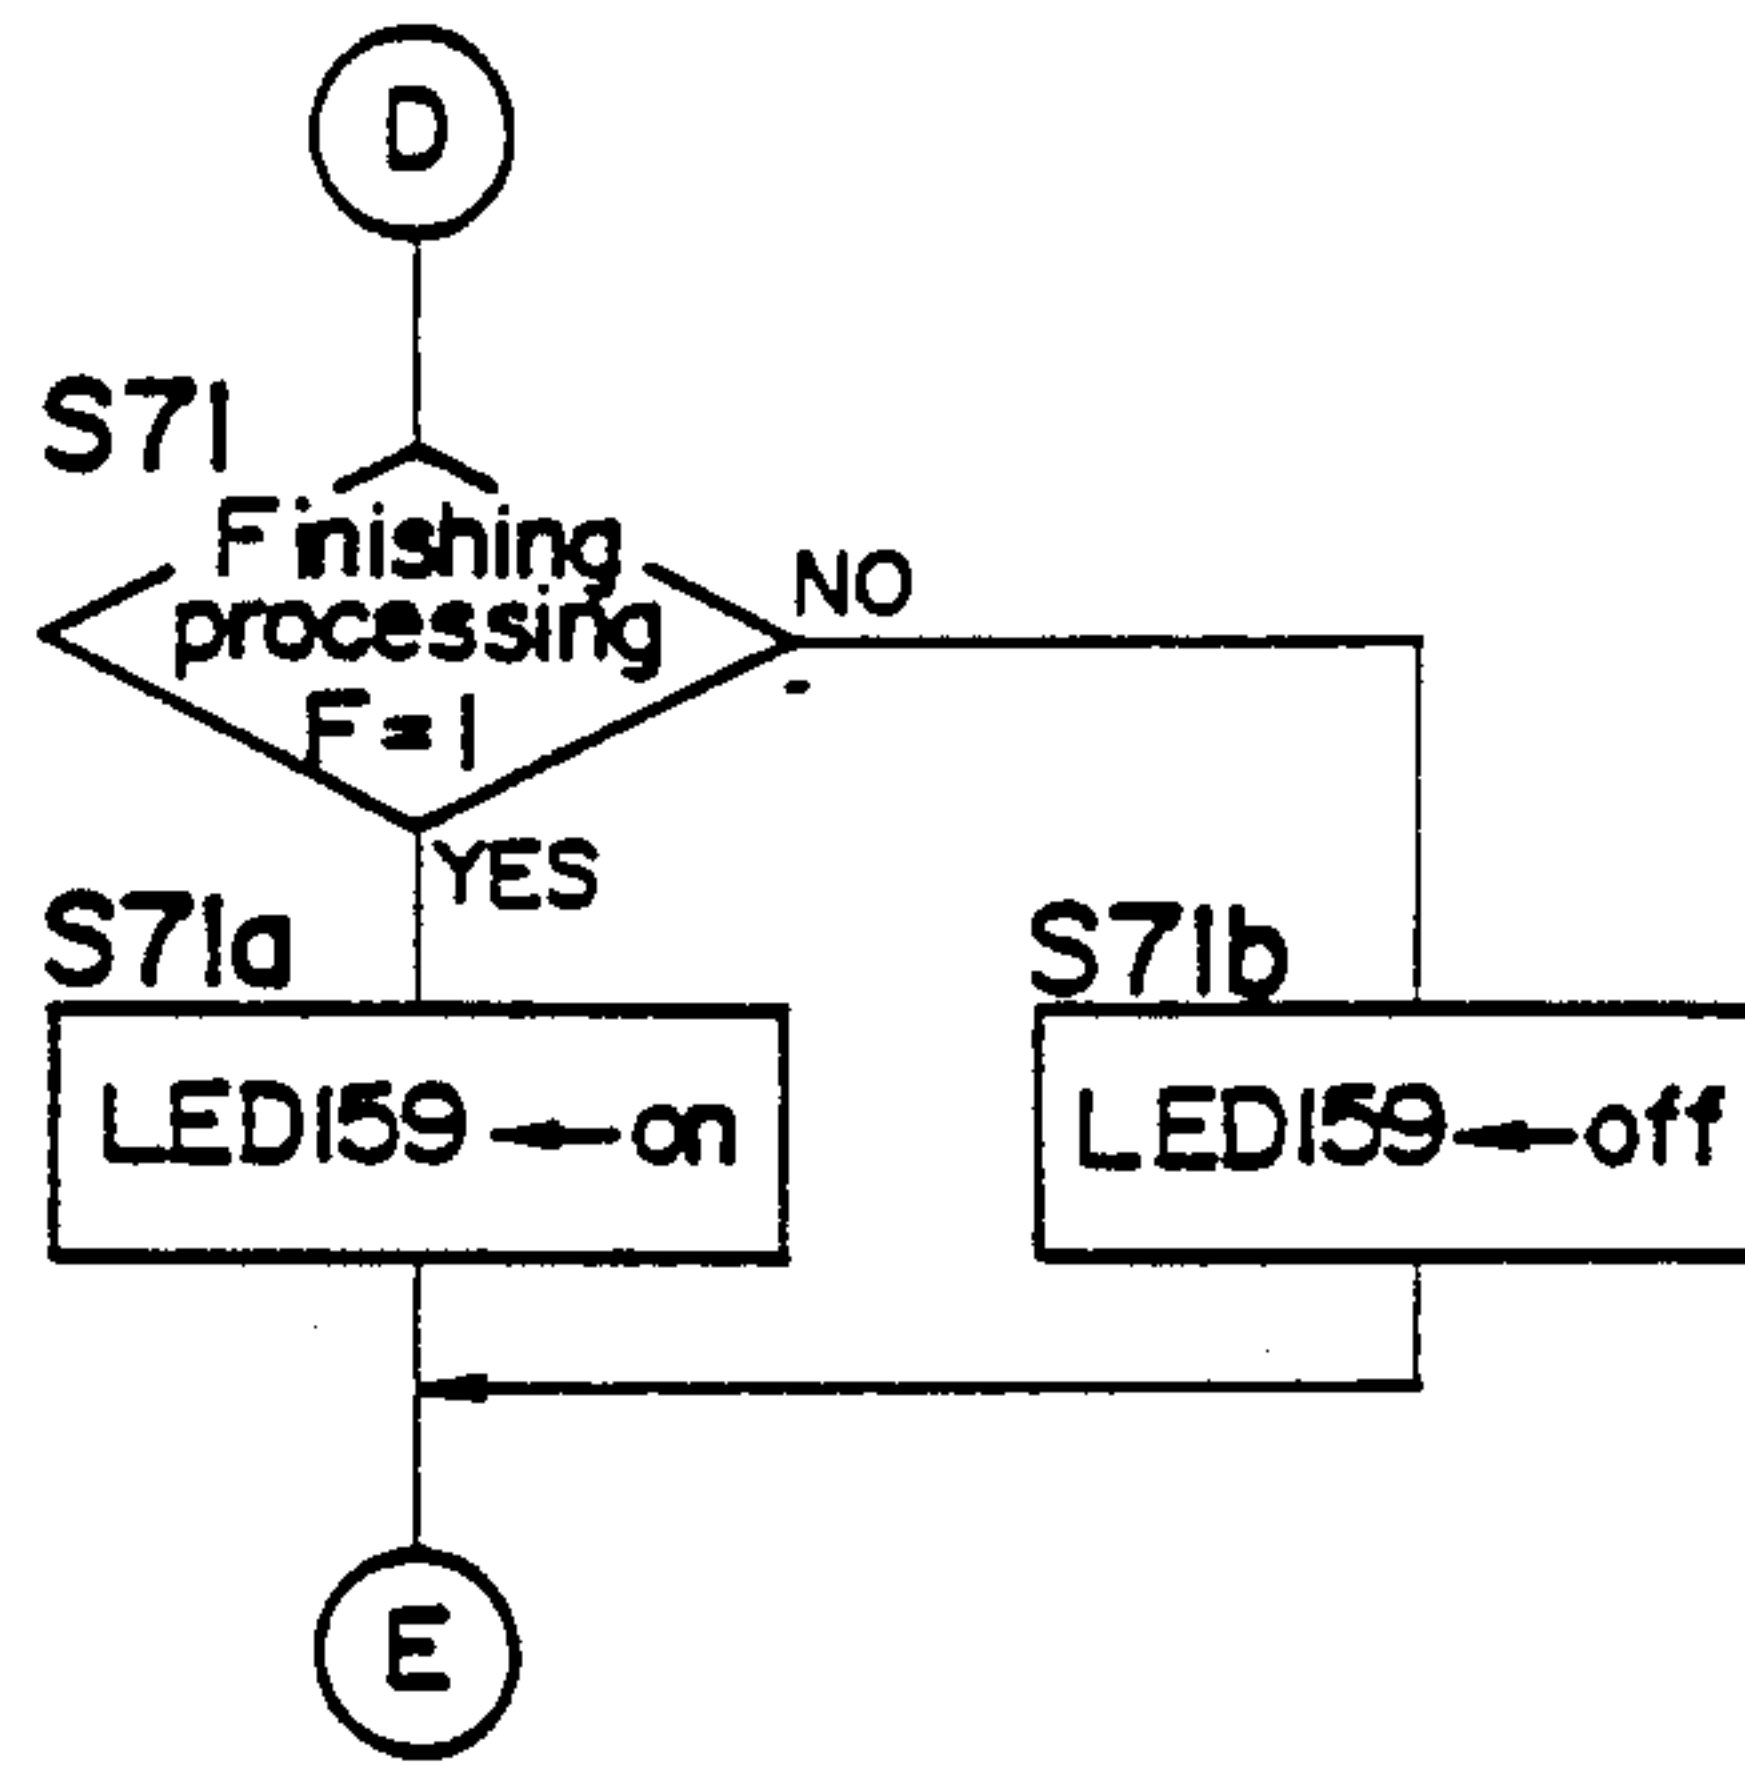 D
S71
Finishing
processing
F=1
NO
YES
S71a
S71b
LED159←on
LED159←off
E